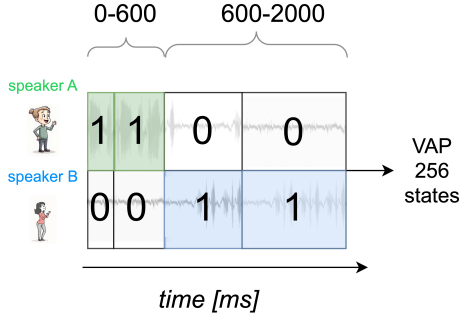 0-600 600-2000
speaker A
1 1 0 0
VAP
256
states
speaker B
0 0 1 1
time [ms]